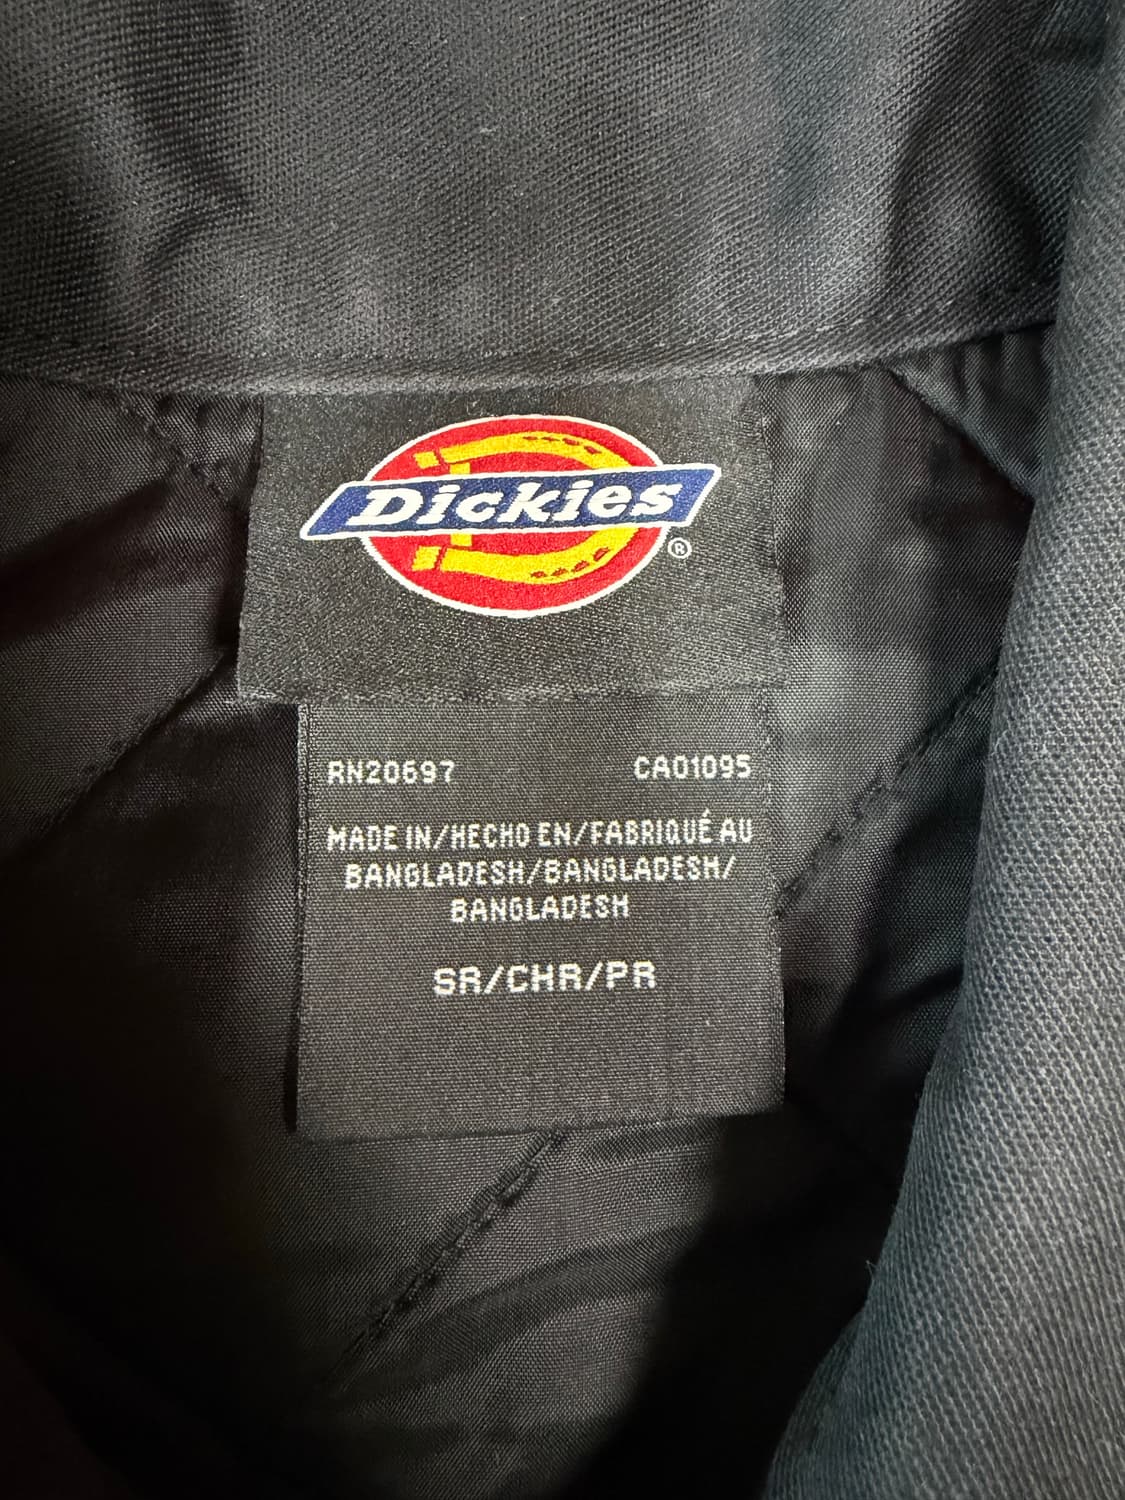 Dickies
®
RN20697 CA01095
MADE IN/HECHO EN/FABRIQUÉ AU
BANGLADESH/BANGLADESH/
BANGLADESH
SR/CHR/PR